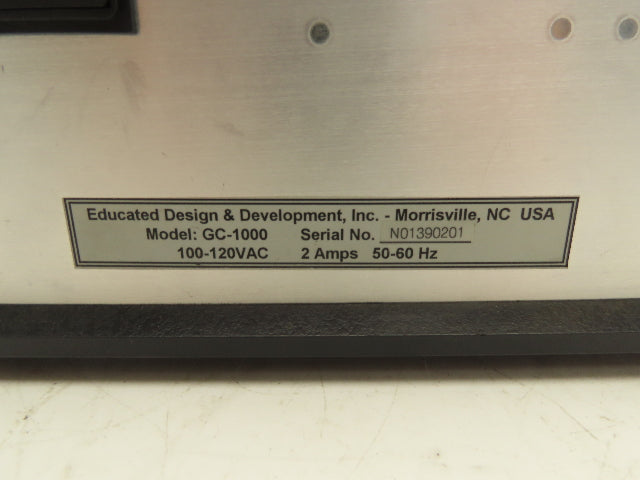 Educated Design & Development, Inc. - Morrisville, NC USA
Model: GC-1000 Serial No. N01390201
100-120VAC 2 Amps 50-60 Hz